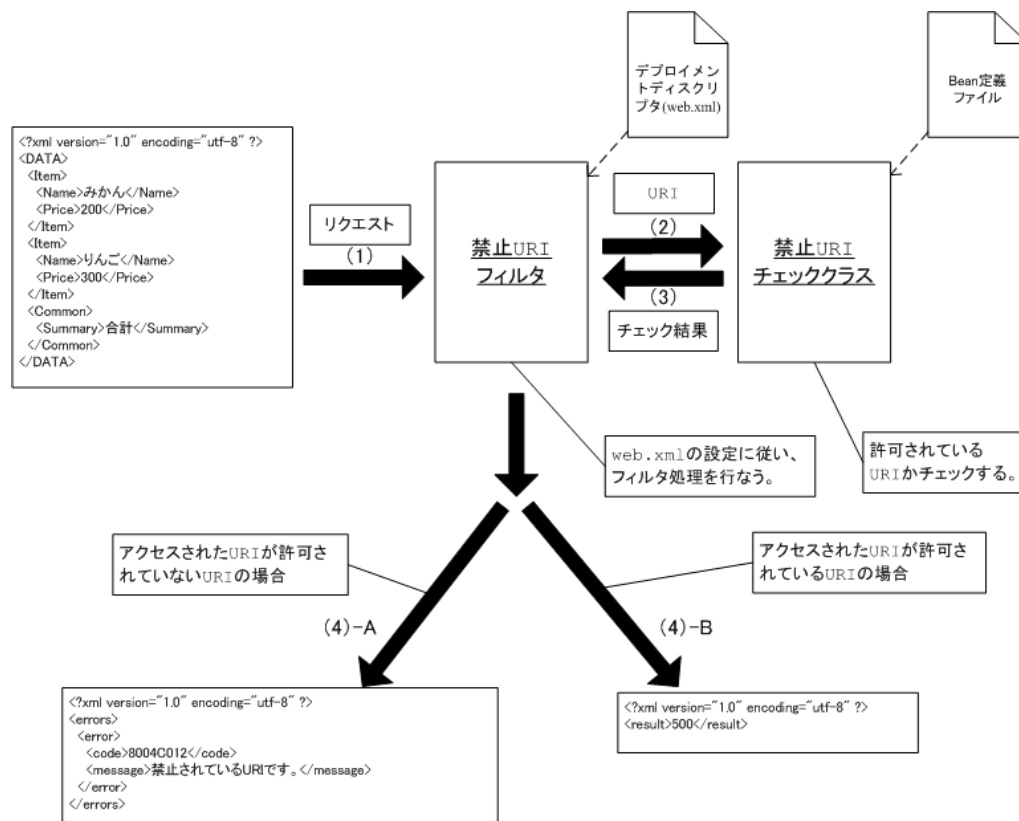 デプロイメン
トディスクリ
プタ(web.xml)
Bean定義
ファイル
<?xml version="1.0" encoding="utf-8" ?>
<DATA>
<Item>
<Name>みかん</Name>
<Price>200</Price>
</Item>
<Item>
<Name>りんご</Name>
<Price>300</Price>
</Item>
<Common>
<Summary>合計</Summary>
</Common>
</DATA>
リクエスト
(1)
禁止URI
フィルタ
URI
(2)
(3)
チェック結果
禁止URI
チェッククラス
web.xmlの設定に従い、
フィルタ処理を行なう。
許可されている
URIかチェックする。
アクセスされたURIが許可さ
れていないURIの場合
アクセスされたURIが許可さ
れているURIの場合
(4)-A
(4)-B
<?xml version="1.0" encoding="utf-8" ?>
<errors>
<error>
<code>8004C012</code>
<message>禁止されているURIです。</message>
</error>
</errors>
<?xml version="1.0" encoding="utf-8" ?>
<result>500</result>